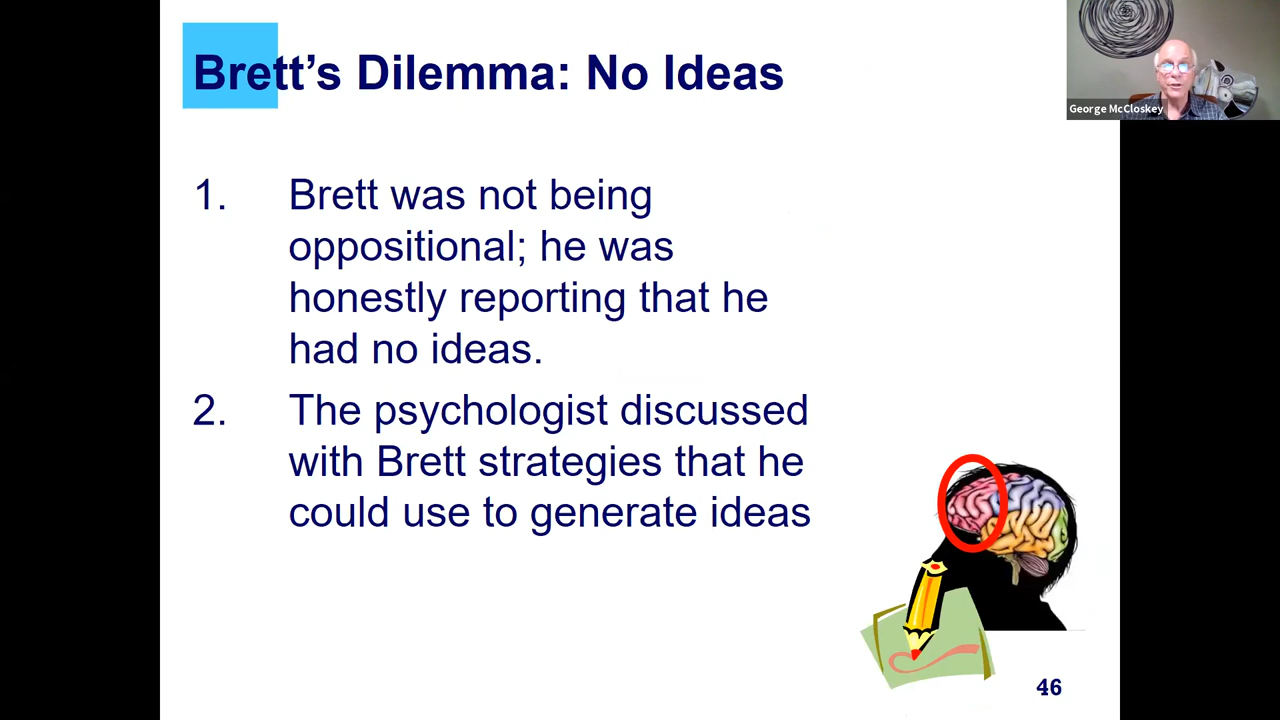 Brett’s Dilemma: No Ideas
George McCloskey
1. Brett was not being
oppositional; he was
honestly reporting that he
had no ideas.
2. The psychologist discussed
with Brett strategies that he
could use to generate ideas
46